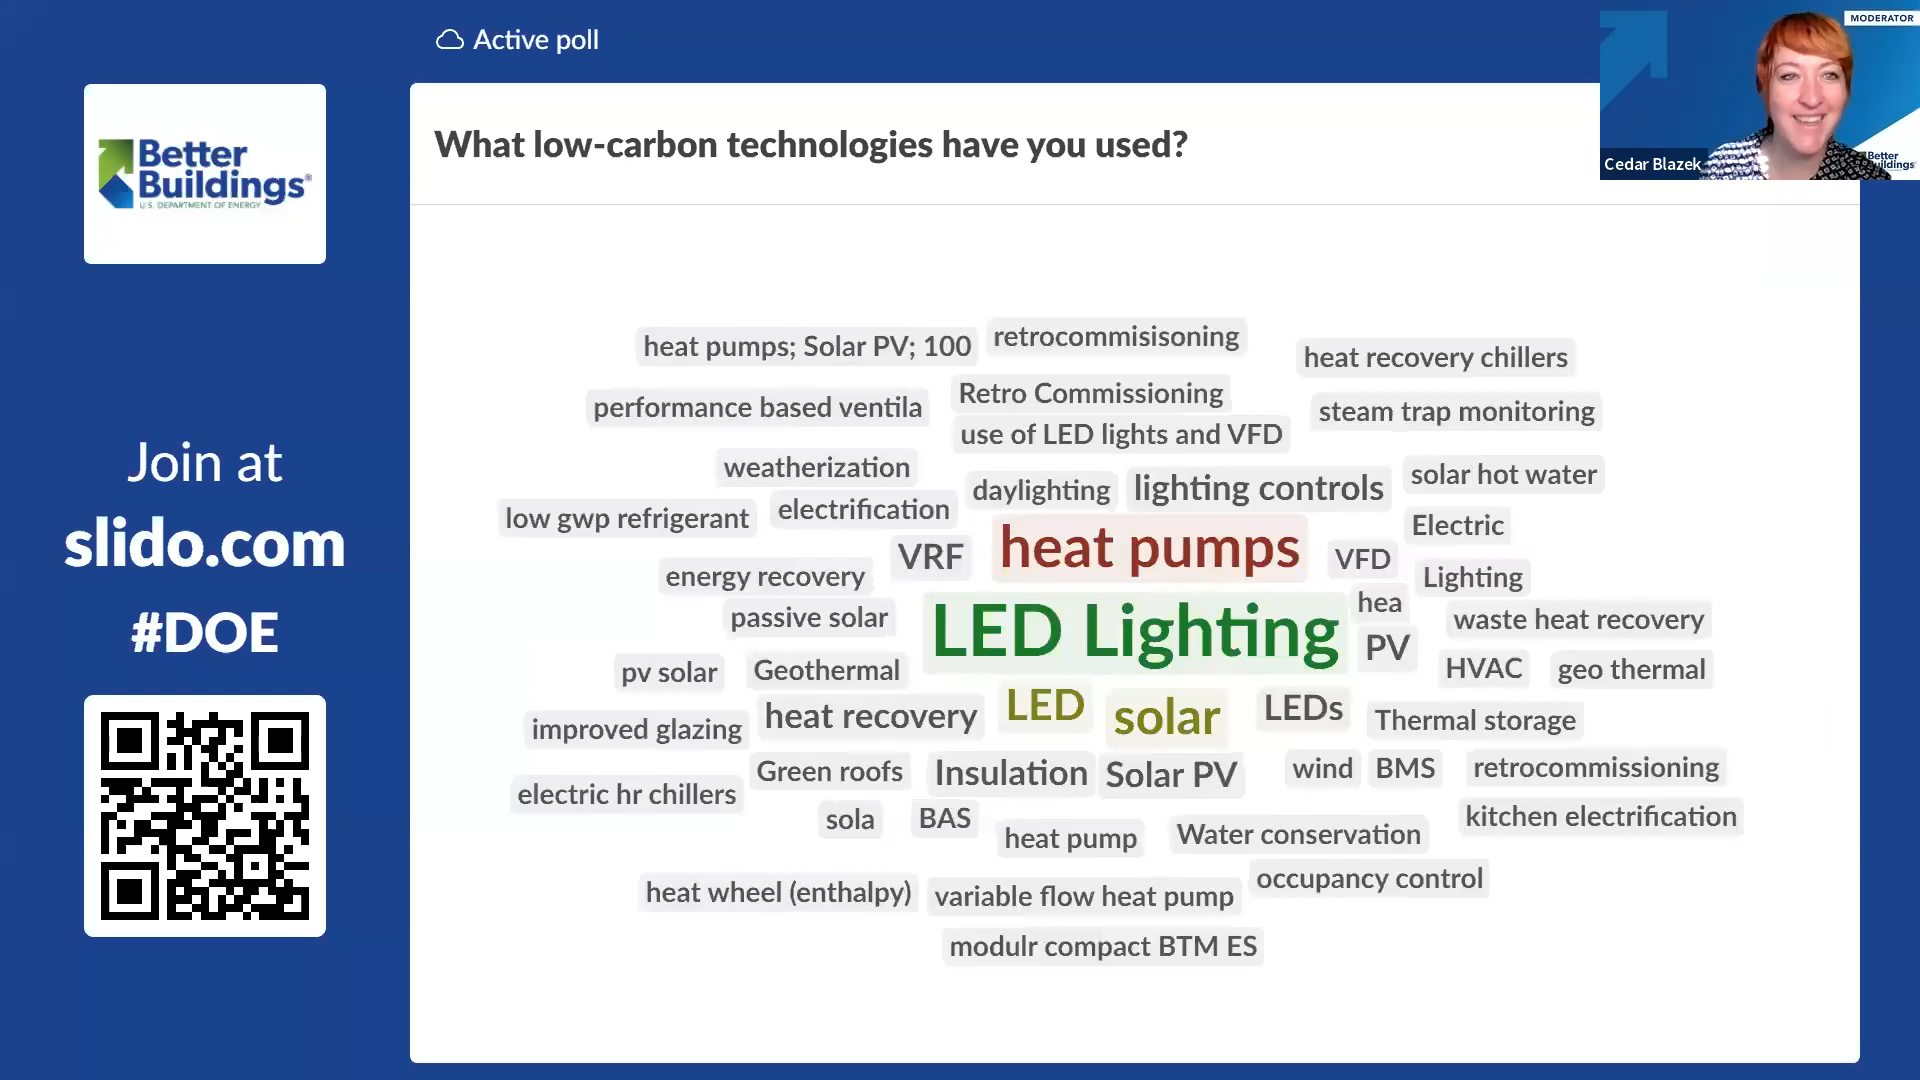 Active poll
MODERATOR
Better
Buildings®
U.S. DEPARTMENT OF ENERGY
What low-carbon technologies have you used?
Cedar Blazek
Better
Buildings
Join at
slido.com
#DOE
heat pumps; Solar PV; 100
retrocommisisoning
heat recovery chillers
performance based ventila
Retro Commissioning
steam trap monitoring
use of LED lights and VFD
weatherization
daylighting
lighting controls
solar hot water
low gwp refrigerant
electrification
Electric
VRF
heat pumps
VFD
energy recovery
Lighting
passive solar
LED Lighting
hea
waste heat recovery
PV
pv solar
Geothermal
HVAC
geo thermal
improved glazing
heat recovery
LED
solar
LEDs
Thermal storage
electric hr chillers
Green roofs
Insulation
Solar PV
wind
BMS
retrocommissioning
sola
BAS
heat pump
Water conservation
kitchen electrification
heat wheel (enthalpy)
variable flow heat pump
occupancy control
modulr compact BTM ES